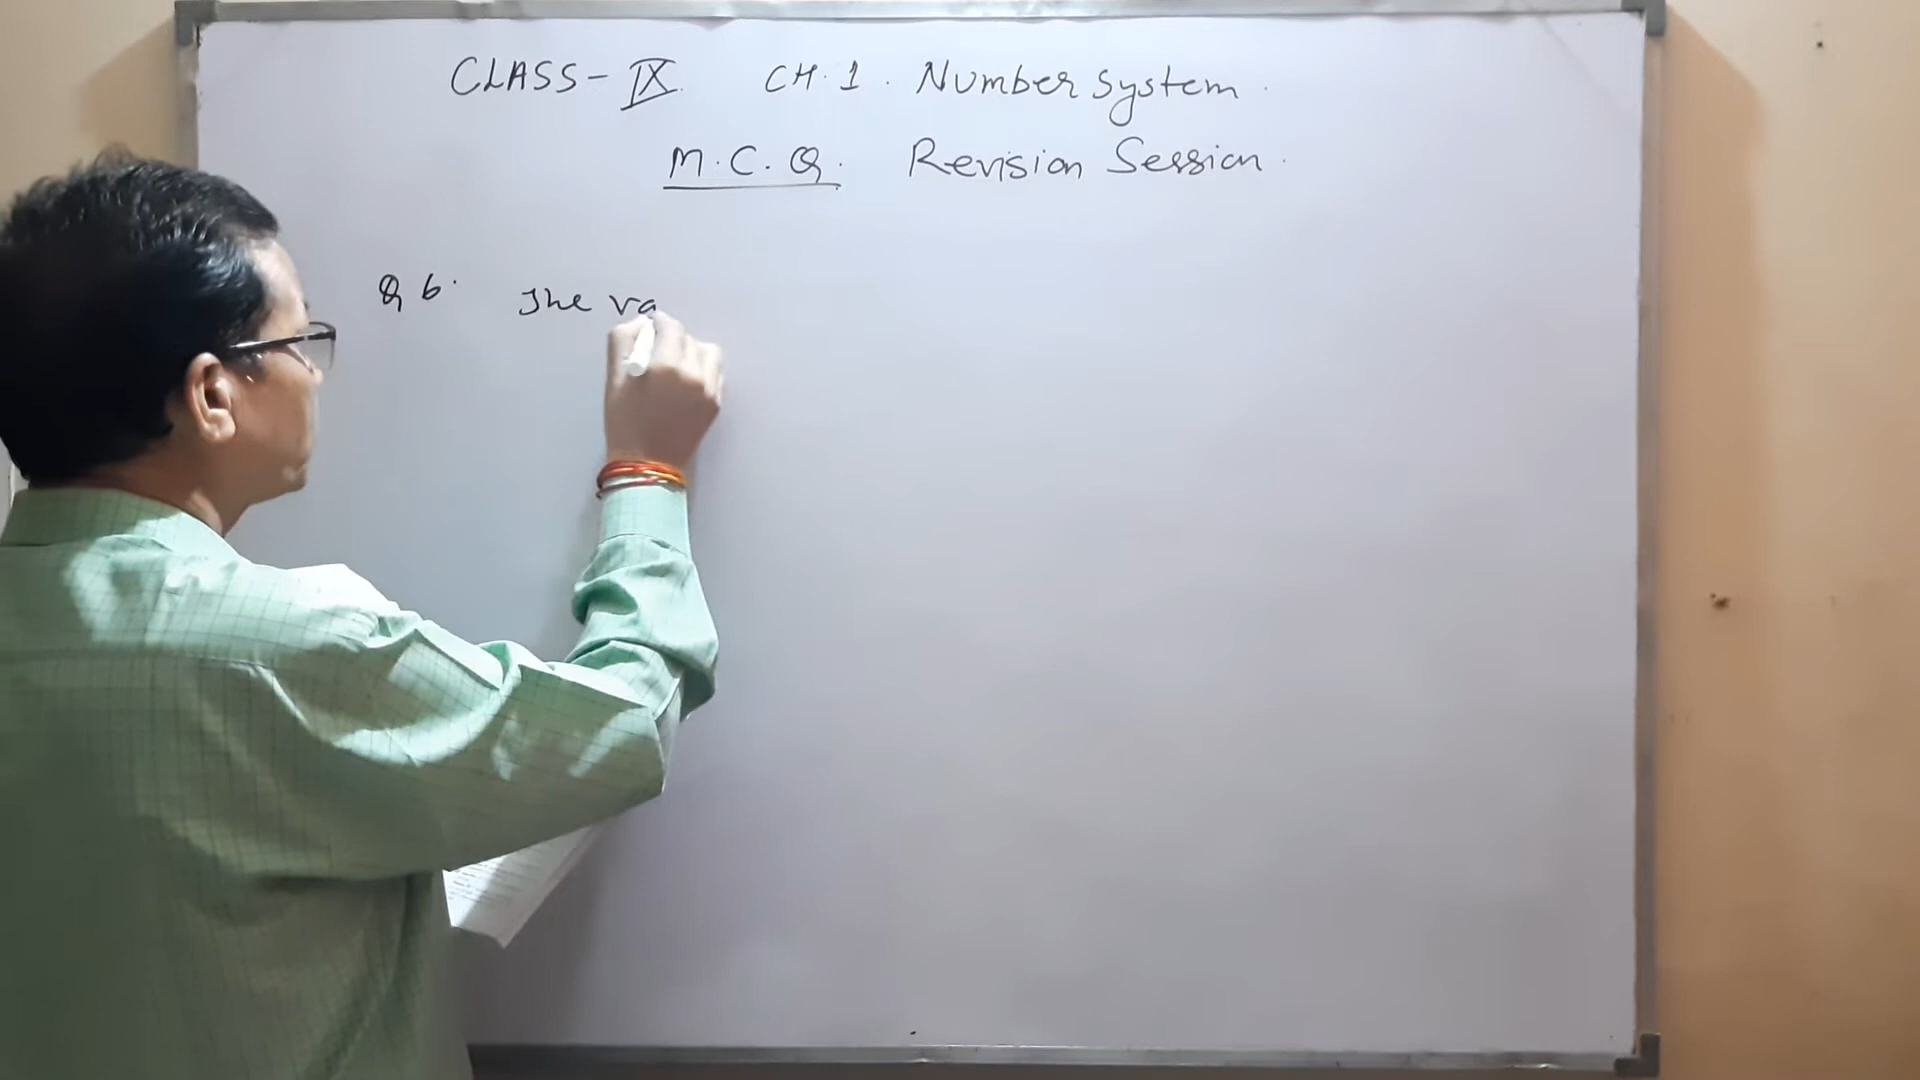 CLASS-IX. CH.1. Number System.
M.C.Q. Revision Session.
Q 6. The va